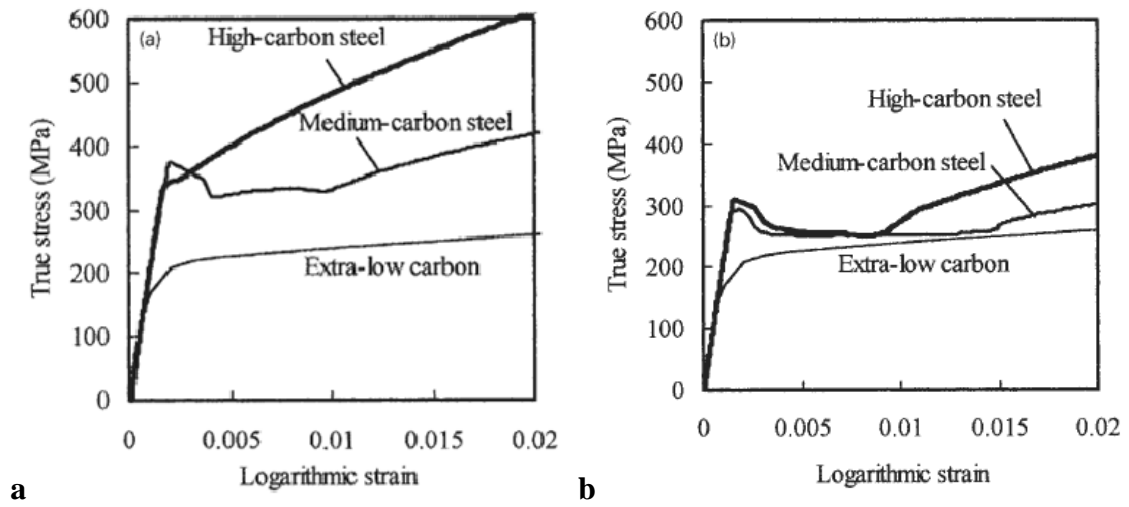 (a)
600
500
400
300
200
100
0
True stress (MPa)
High-carbon steel
Medium-carbon steel
Extra-low carbon
0 0.005 0.01 0.015 0.02
Logarithmic strain
a
(b)
600
500
400
300
200
100
0
True stress (MPa)
High-carbon steel
Medium-carbon steel
Extra-low carbon
0 0.005 0.01 0.015 0.02
Logarithmic strain
b